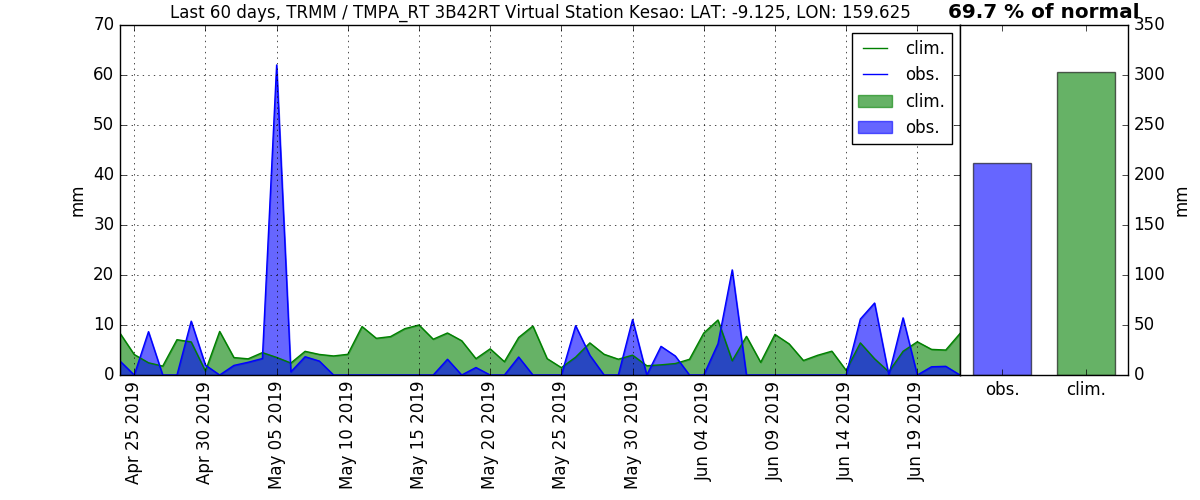 Last 60 days, TRMM / TMPA_RT 3B42RT Virtual Station Kesao: LAT: -9.125, LON: 159.625
69.7 % of normal
70
60
50
40
30
20
10
0
mm
clim.
obs.
clim.
obs.
350
300
250
200
150
100
50
0
mm
obs.
clim.
Apr 25 2019
Apr 30 2019
May 05 2019
May 10 2019
May 15 2019
May 20 2019
May 25 2019
May 30 2019
Jun 04 2019
Jun 09 2019
Jun 14 2019
Jun 19 2019